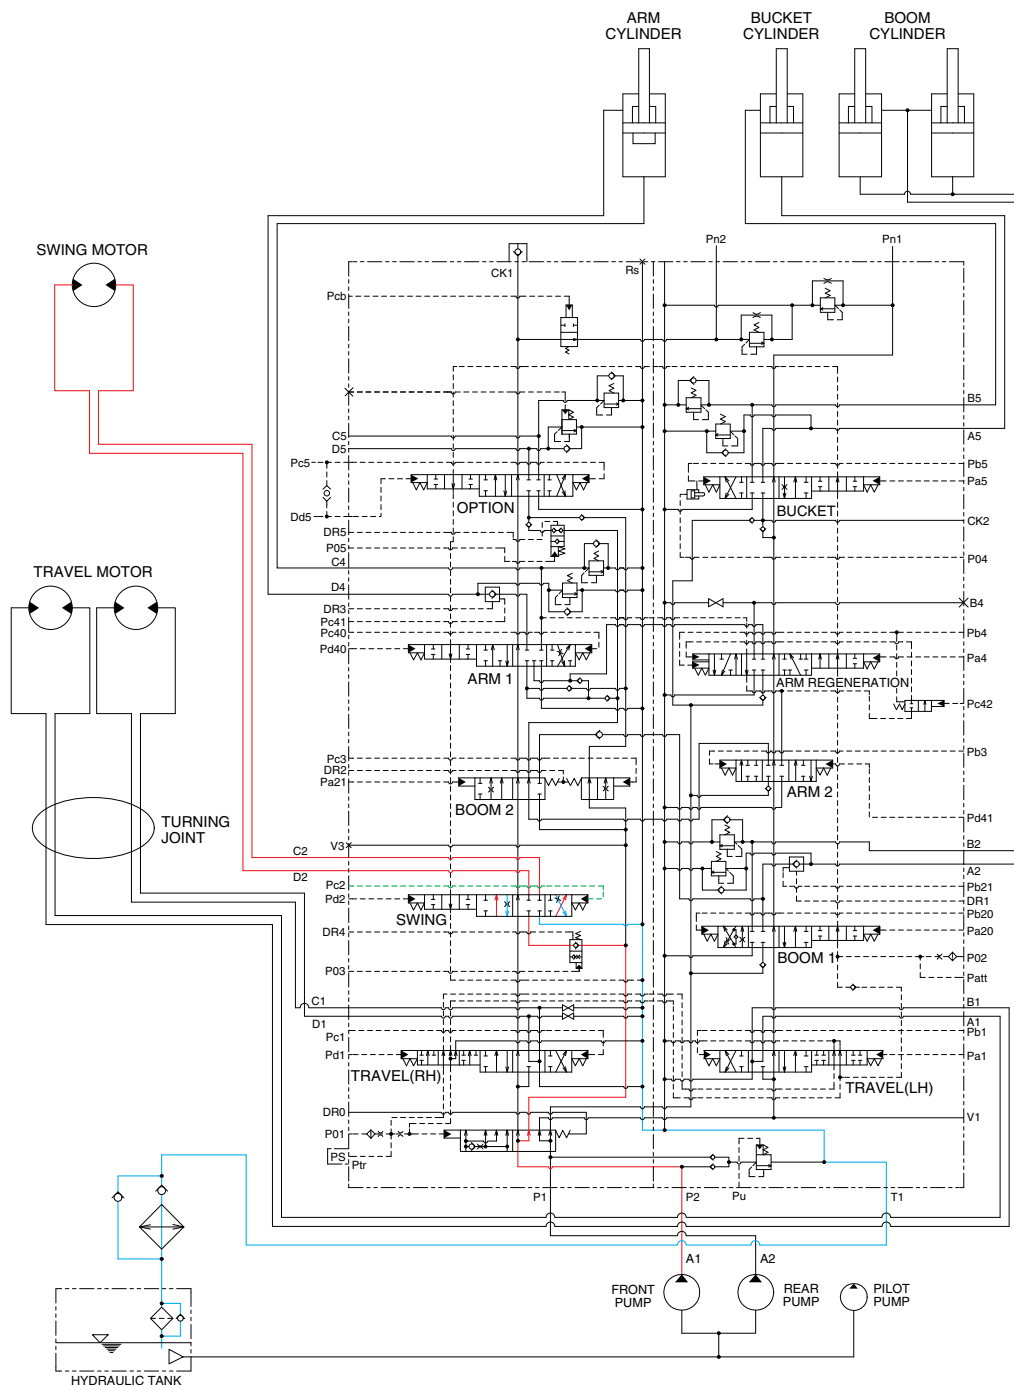 ARM
CYLINDER
BUCKET
CYLINDER
BOOM
CYLINDER
SWING MOTOR
Pn2
Pn1
CK1
Rs
Pcb
B5
C5
D5
A5
Pc5
Pb5
Pa5
OPTION
BUCKET
Dd5
CK2
DR5
P05
P04
C4
TRAVEL MOTOR
D4
DR3
B4
Pc41
Pc40
Pb4
Pd40
Pa4
ARM 1
ARM REGENERATION
Pc42
Pc3
Pb3
DR2
Pa21
ARM 2
BOOM 2
TURNING
JOINT
Pd41
V3
B2
C2
A2
D2
Pc2
Pb21
Pd2
DR1
SWING
Pb20
DR4
Pa20
BOOM 1
P03
P02
Patt
C1
B1
D1
A1
Pc1
Pb1
Pd1
Pa1
TRAVEL(RH)
TRAVEL(LH)
DR0
V1
P01
PS
Ptr
P1
P2
Pu
T1
A1
A2
FRONT
PUMP
REAR
PUMP
PILOT
PUMP
HYDRAULIC TANK